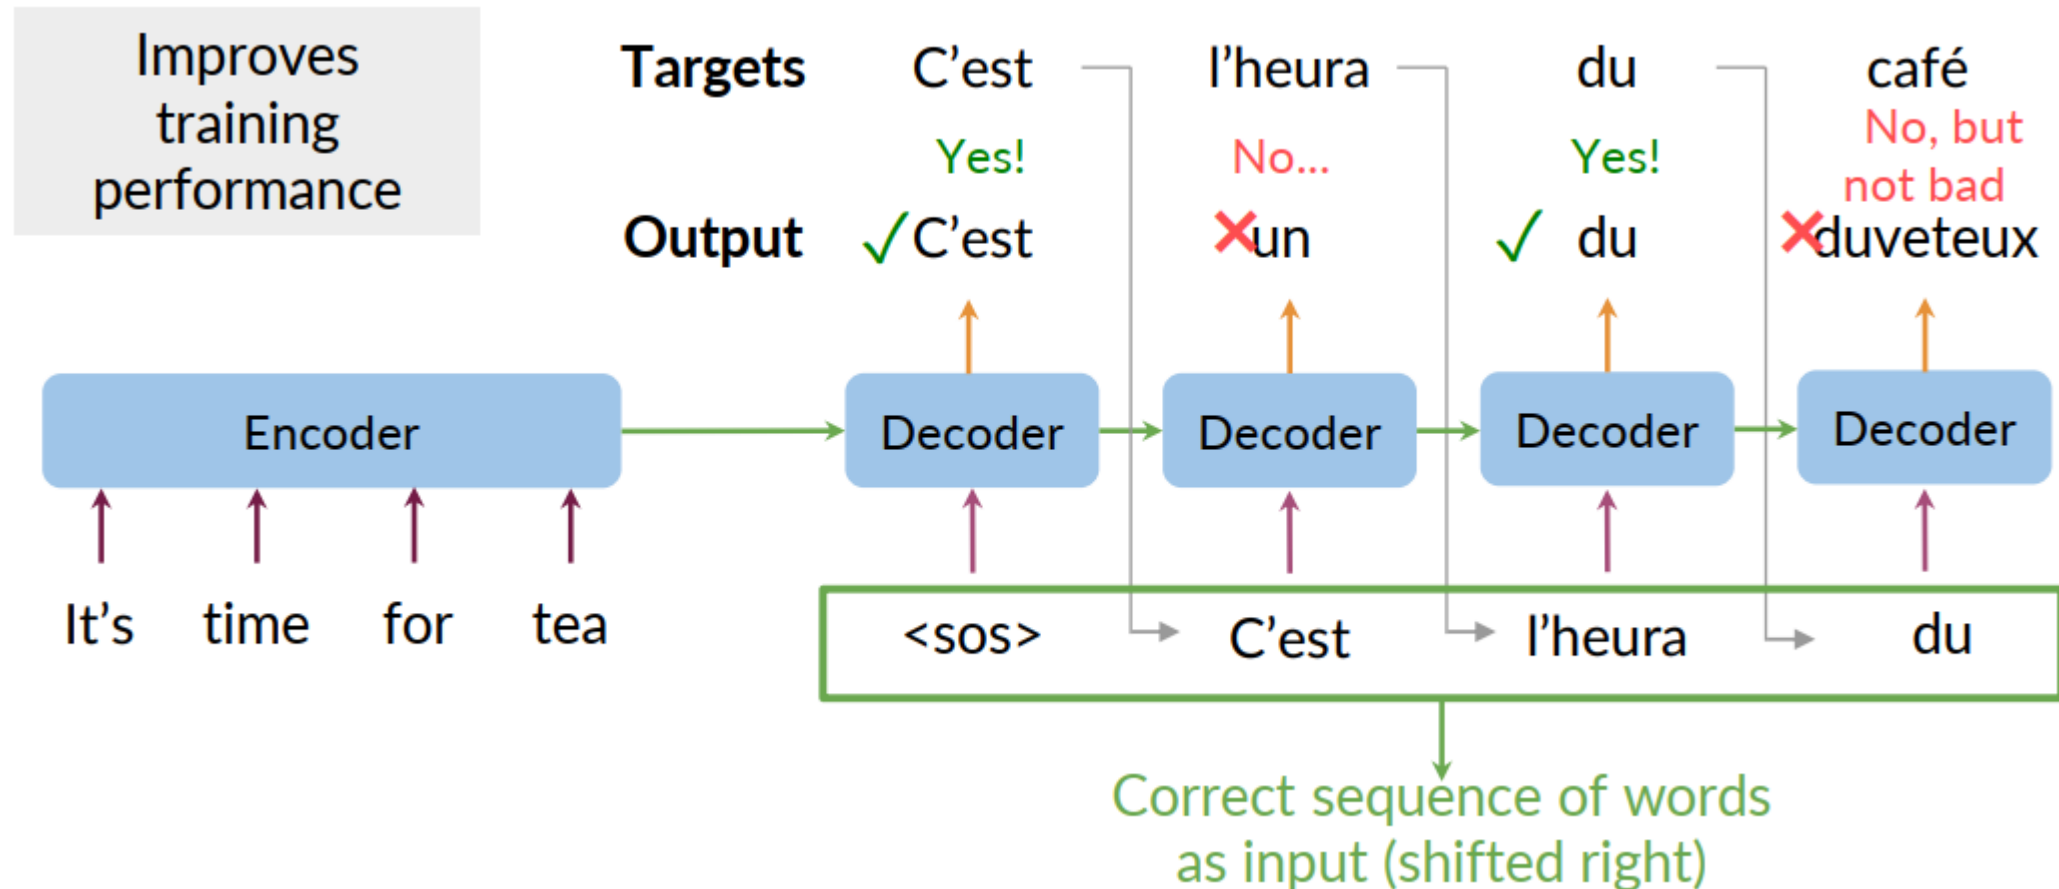 Improves
training
performance
Targets C'est l'heura du café
Yes! No... Yes! No, but
not bad
Output ✓C'est ×un ✓ du ×duveteux
Encoder Decoder Decoder Decoder Decoder
It's time for tea <sos> C'est l'heura du
Correct sequence of words
as input (shifted right)